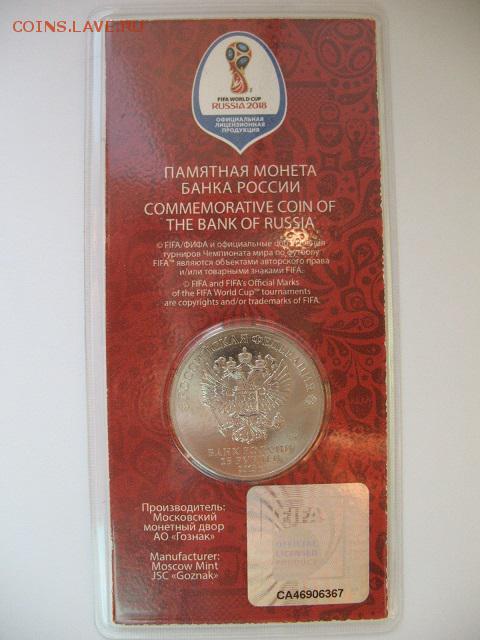 COINS.LAVE.RU
FIFA WORLD CUP
RUSSIA 2018
ОФИЦИАЛЬНАЯ
ЛИЦЕНЗИОННАЯ
ПРОДУКЦИЯ
ПАМЯТНАЯ МОНЕТА
БАНКА РОССИИ
COMMEMORATIVE COIN OF
THE BANK OF RUSSIA
© FIFA/ФИФА и официальные обозначения
турниров Чемпионата мира по футболу
FIFA™ являются объектами авторского права
и/или товарными знаками FIFA.
© FIFA and FIFA's Official Marks
of the FIFA World Cup™ tournaments
are copyrights and/or trademarks of FIFA.
РОССИЙСКАЯ ФЕДЕРАЦИЯ
БАНК РОССИИ
25 РУБЛЕЙ
Производитель:
Московский
монетный двор
АО «Гознак»
Manufacturer:
Moscow Mint
JSC «Goznak»
FIFA
OFFICIAL
LICENSED
PRODUCT
CA46906367